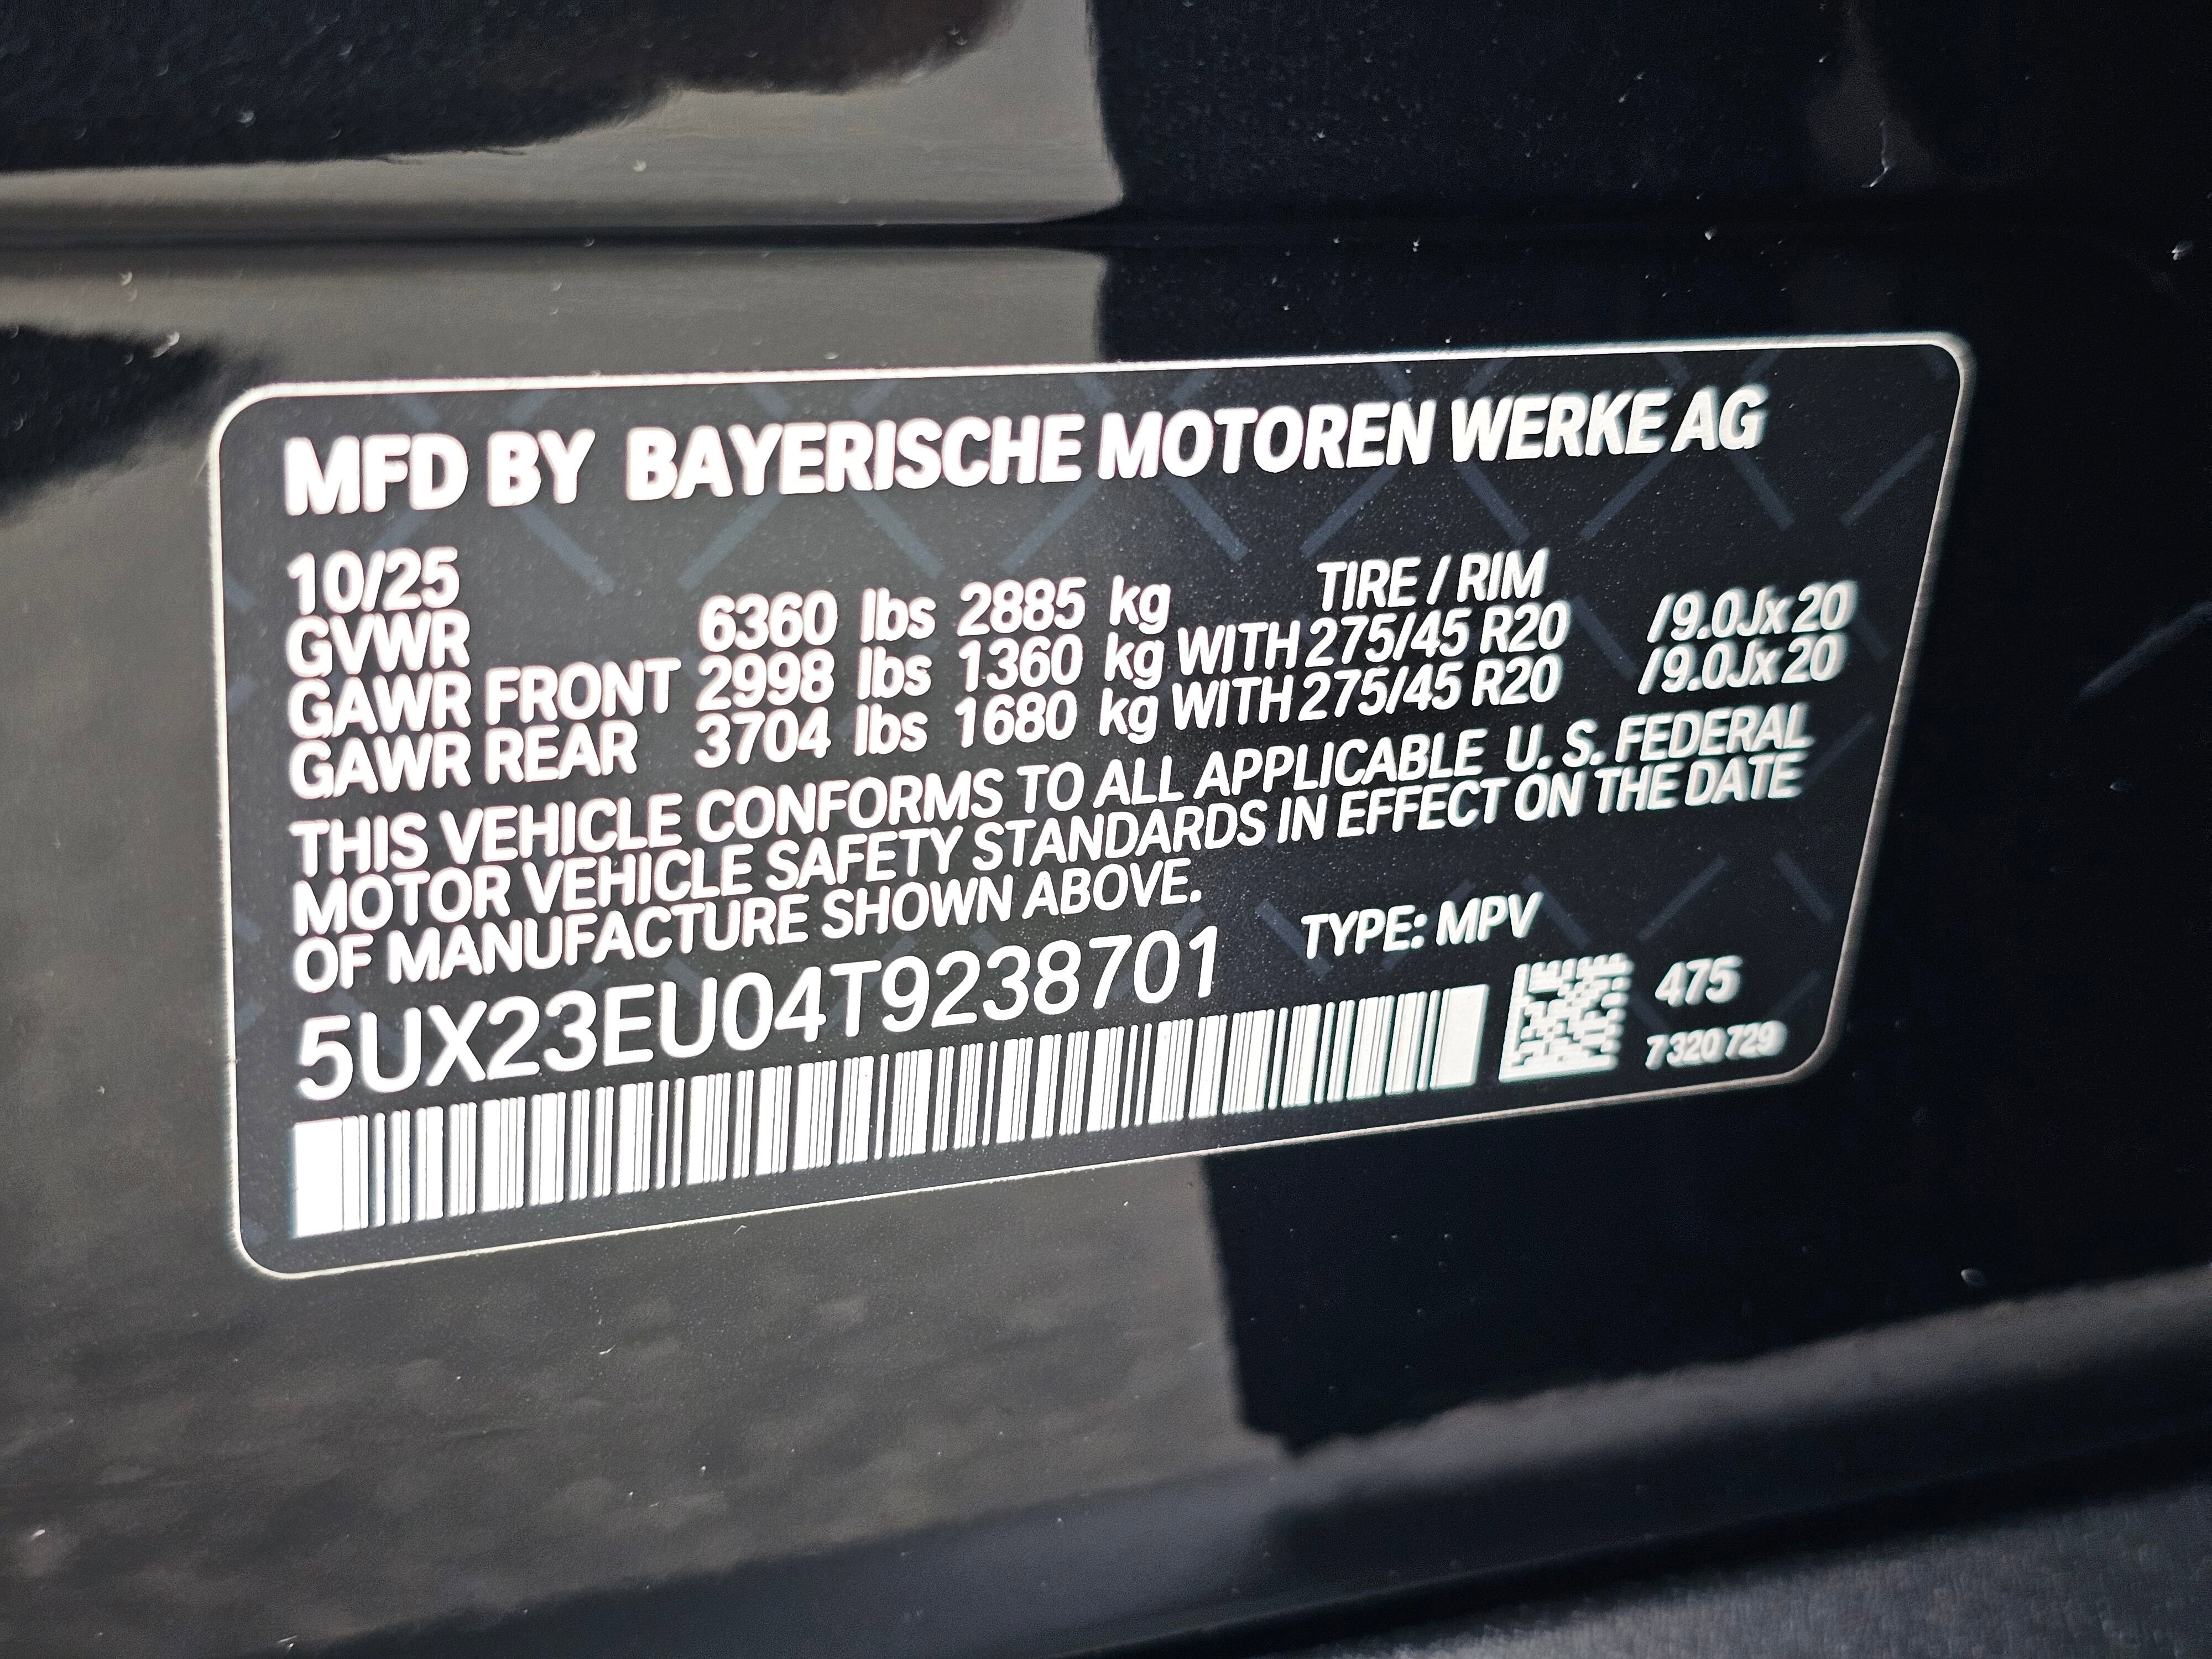 MFD BY BAYERISCHE MOTOREN WERKE AG
10/25 TIRE / RIM
GVWR 6360 lbs 2885 kg
GAWR FRONT 2998 lbs 1360 kg WITH 275/45 R20 /9.0Jx20
GAWR REAR 3704 lbs 1680 kg WITH 275/45 R20 /9.0Jx20
THIS VEHICLE CONFORMS TO ALL APPLICABLE U. S. FEDERAL
MOTOR VEHICLE SAFETY STANDARDS IN EFFECT ON THE DATE
OF MANUFACTURE SHOWN ABOVE.
5UX23EU04T9238701 TYPE: MPV
475
7 320 729